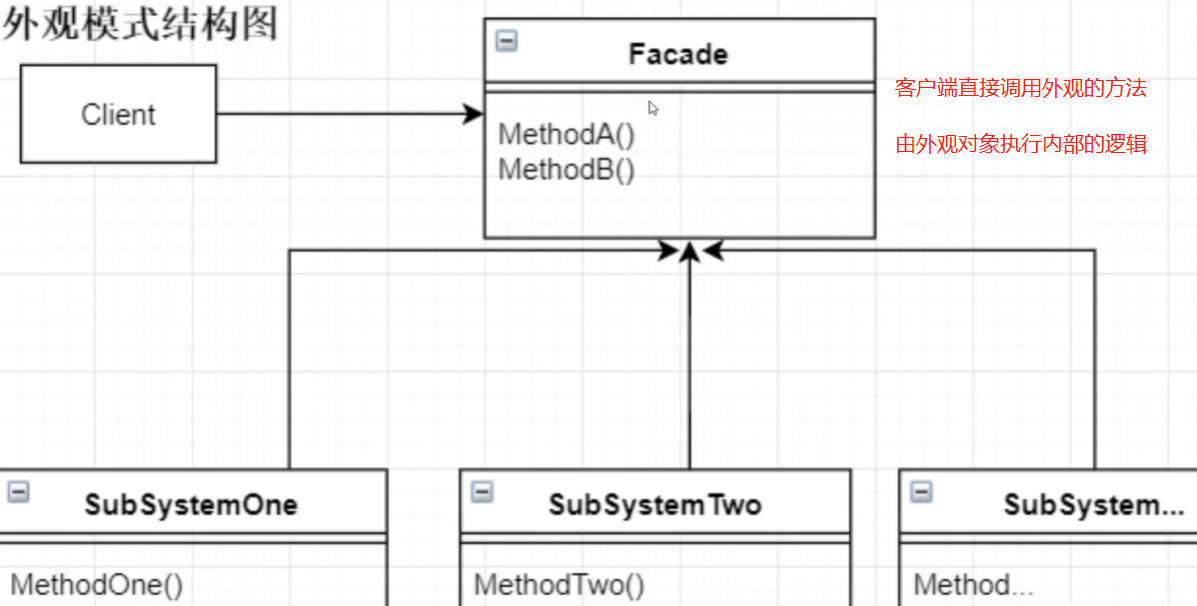 外观模式结构图
Client
Facade
MethodA()
MethodB()
客户端直接调用外观的方法
由外观对象执行内部的逻辑
SubSystemOne
MethodOne()
SubSystemTwo
MethodTwo()
SubSystem...
Method...